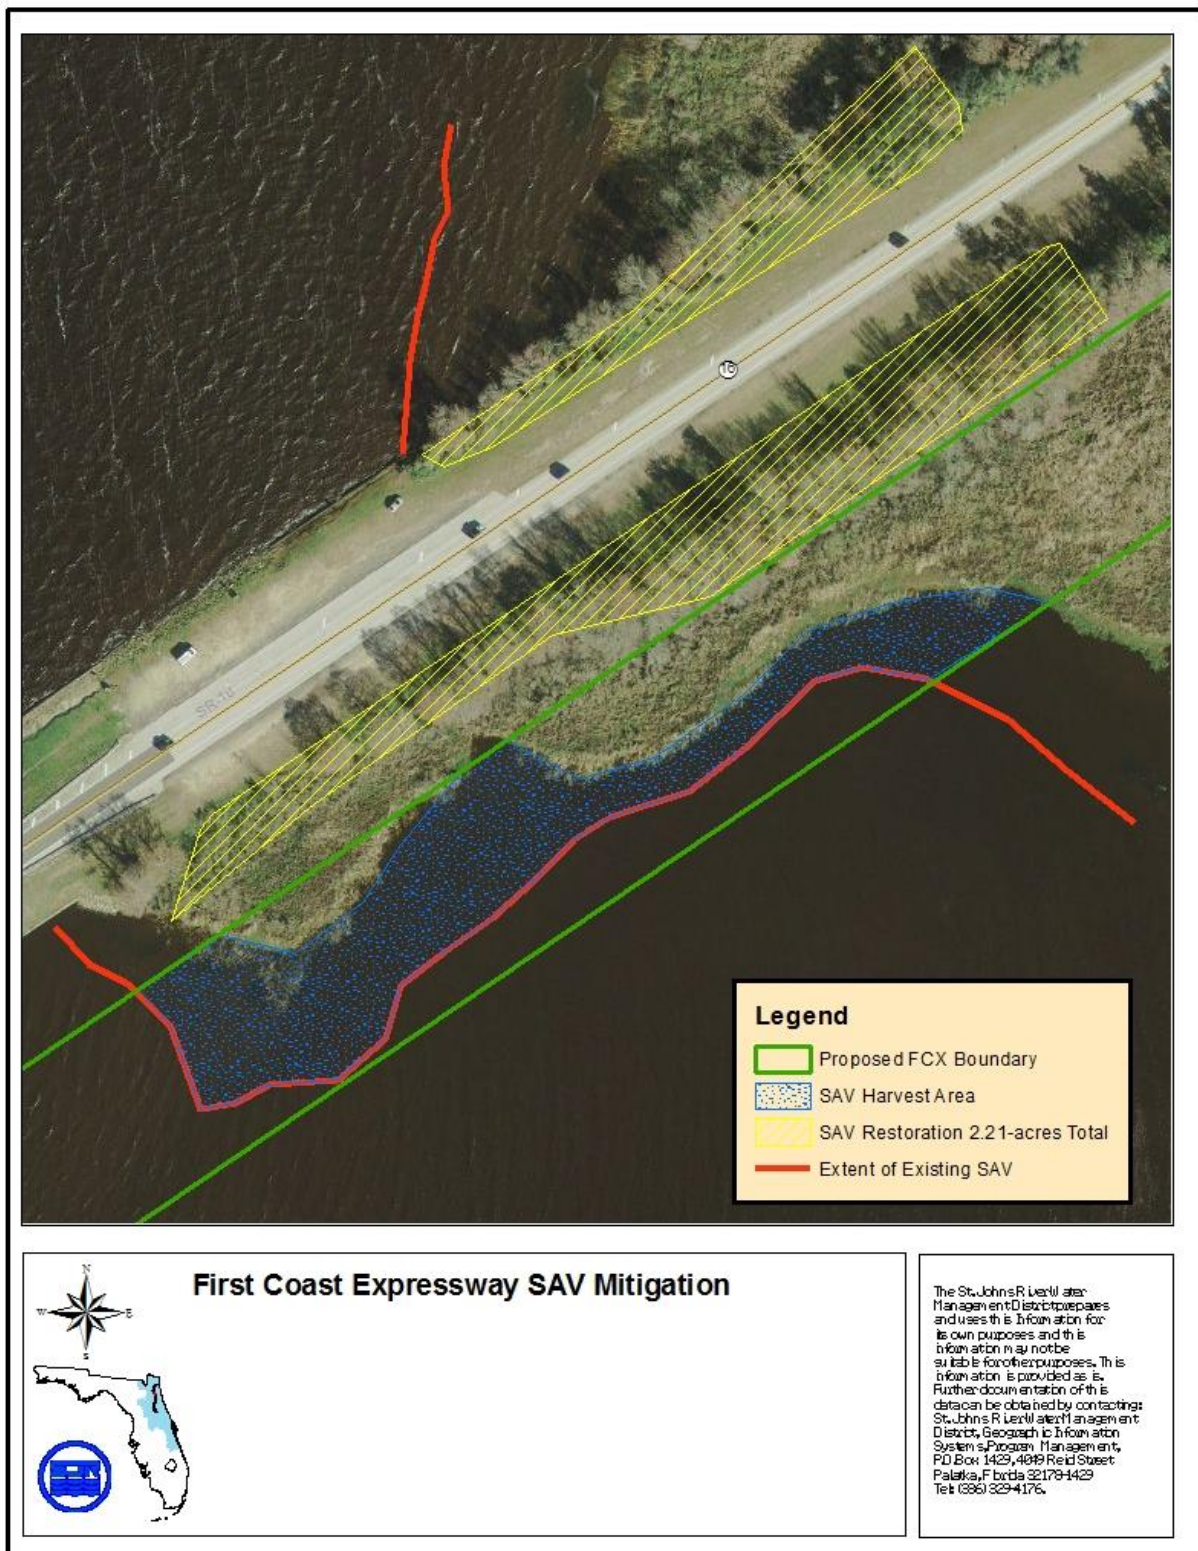 16
SR-16
Legend
Proposed FCX Boundary
SAV Harvest Area
SAV Restoration 2.21-acres Total
Extent of Existing SAV
First Coast Expressway SAV Mitigation
N
W
E
S
The St. Johns River Water
Management District prepares
and uses this information for
its own purposes and this
information may not be
suitable for other purposes. This
information is provided as is.
Further documentation of this
data can be obtained by contacting:
St. Johns River Water Management
District, Geographic Information
Systems, Program Management,
P.O. Box 1429, 4049 Reid Street
Palatka, Florida 32178-1429
Tel: (386) 329-4176.